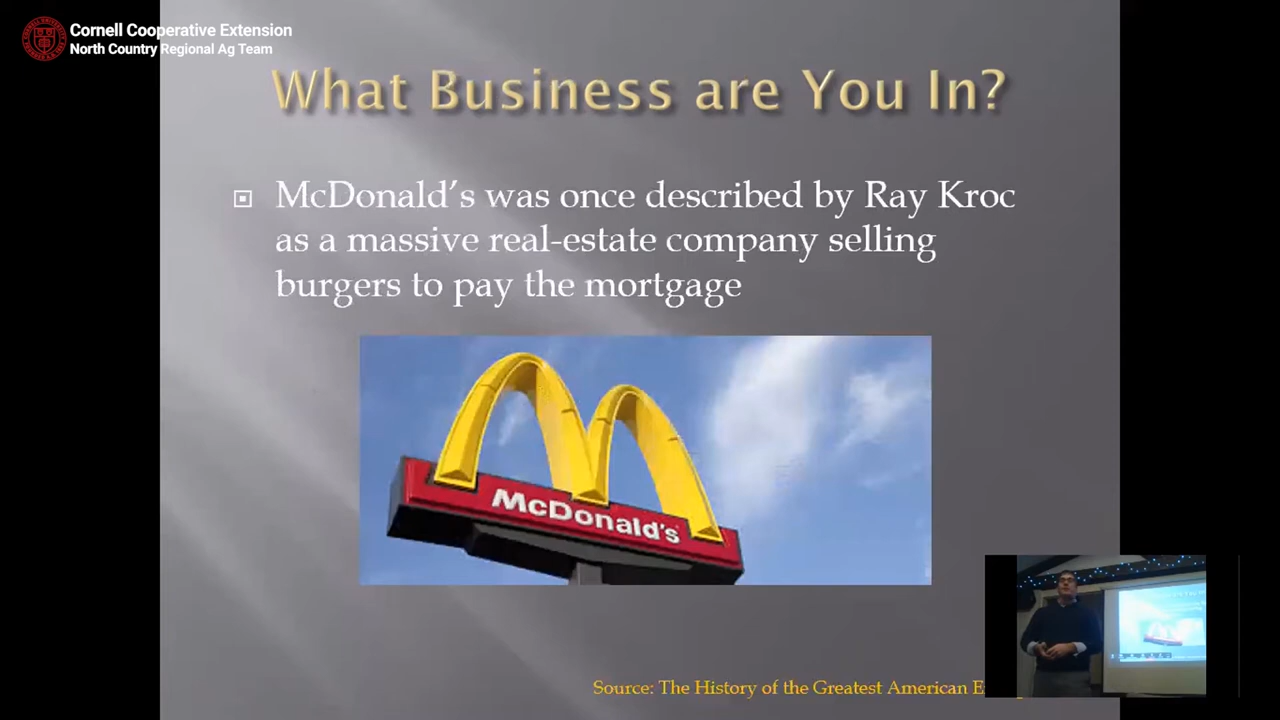 Cornell Cooperative Extension
North Country Regional Ag Team
What Business are You In?
McDonald’s was once described by Ray Kroc
as a massive real-estate company selling
burgers to pay the mortgage
McDonald's
Source: The History of the Greatest American